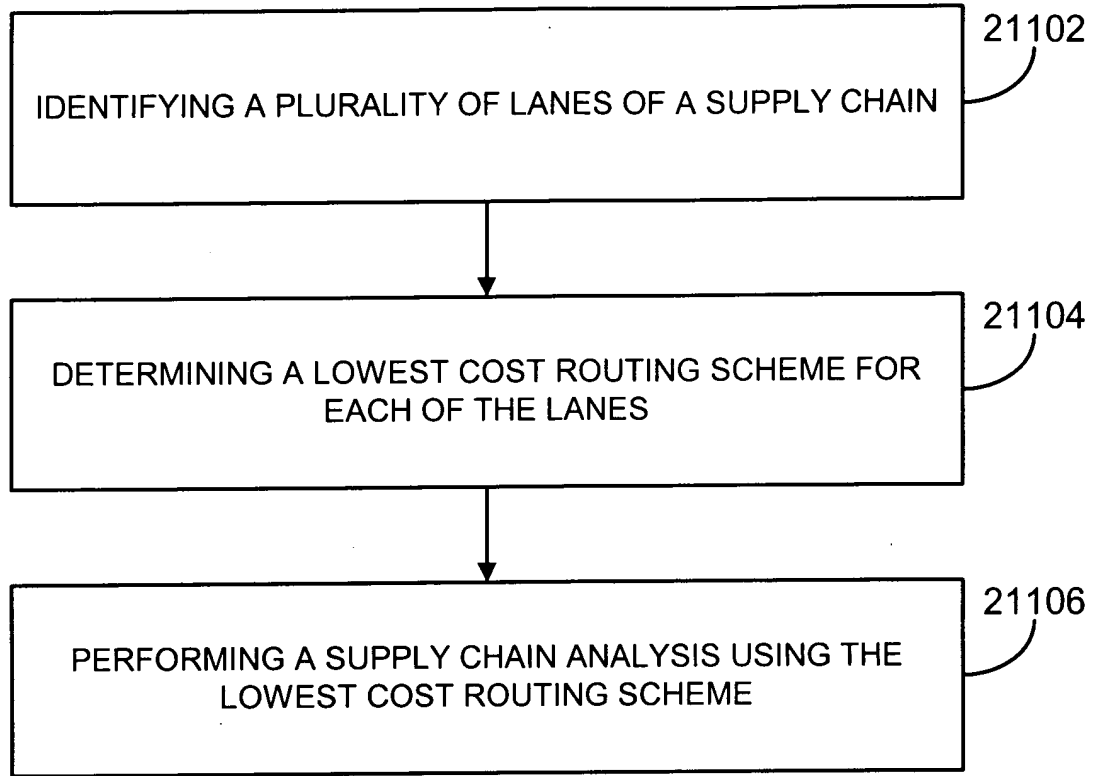 21102
IDENTIFYING A PLURALITY OF LANES OF A SUPPLY CHAIN
21104
DETERMINING A LOWEST COST ROUTING SCHEME FOR
EACH OF THE LANES
21106
PERFORMING A SUPPLY CHAIN ANALYSIS USING THE
LOWEST COST ROUTING SCHEME